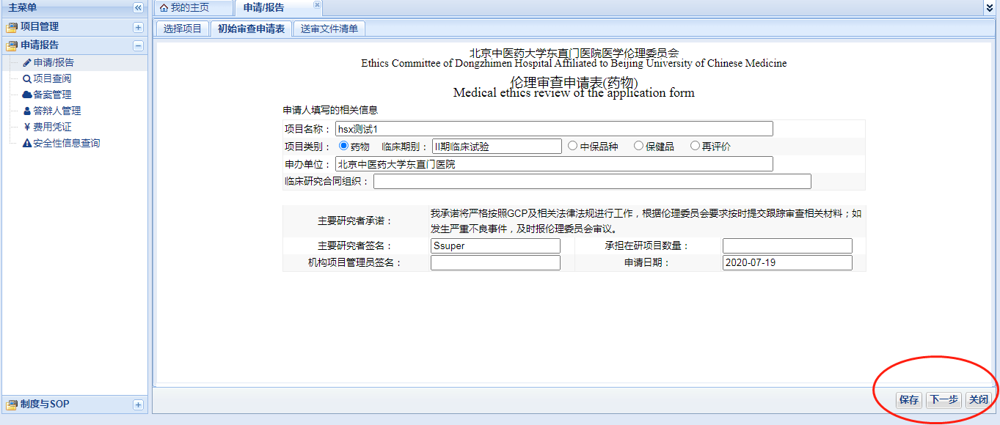 主菜单
我的主页
申请/报告
项目管理
选择项目
初始审查申请表
送审文件清单
申请报告
申请/报告
项目查阅
备案管理
答辩人管理
¥ 费用凭证
安全性信息查询
制度与SOP
北京中医药大学东直门医院医学伦理委员会
Ethics Committee of Dongzhimen Hospital Affiliated to Beijing University of Chinese Medicine
伦理审查申请表(药物)
Medical ethics review of the application form
申请人填写的相关信息
项目名称： hsx测试1
项目类别： 药物 临床期别： II期临床试验 中保品种 保健品 再评价
申办单位： 北京中医药大学东直门医院
临床研究合同组织：
主要研究者承诺：
我承诺将严格按照GCP及相关法律法规进行工作，根据伦理委员会要求按时提交跟踪审查相关材料；如
发生严重不良事件，及时报伦理委员会审议。
主要研究者签名： Ssuper 承担在研项目数量：
机构项目管理员签名： 申请日期： 2020-07-19
保存 下一步 关闭